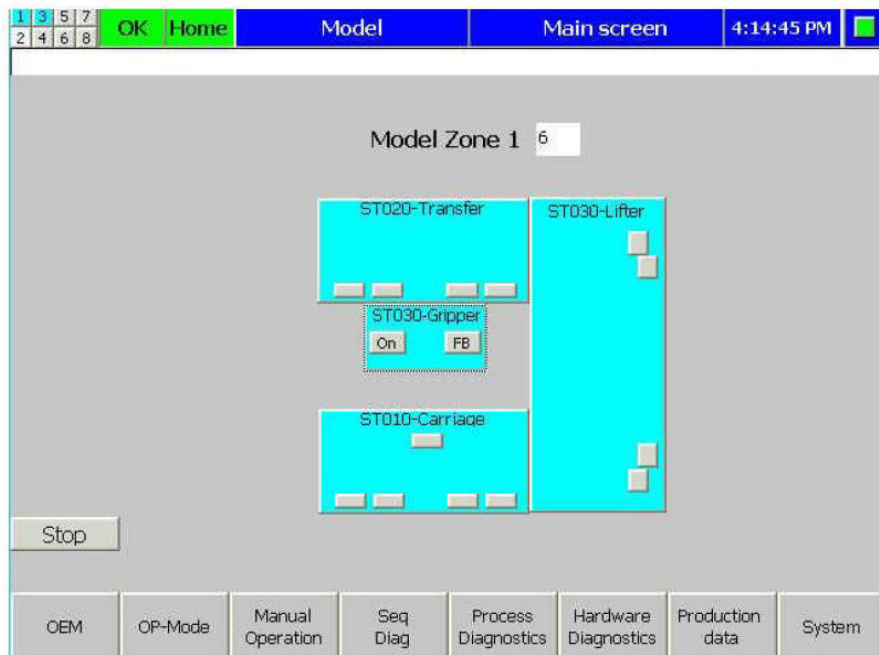 1 3 5 7
2 4 6 8
OK Home Model Main screen 4:14:45 PM
Model Zone 1 6
ST020-Transfer
ST030-Lifter
ST030-Gripper
On FB
ST010-Carriage
Stop
OEM
OP-Mode
Manual
Operation
Seq
Diag
Process
Diagnostics
Hardware
Diagnostics
Production
data
System